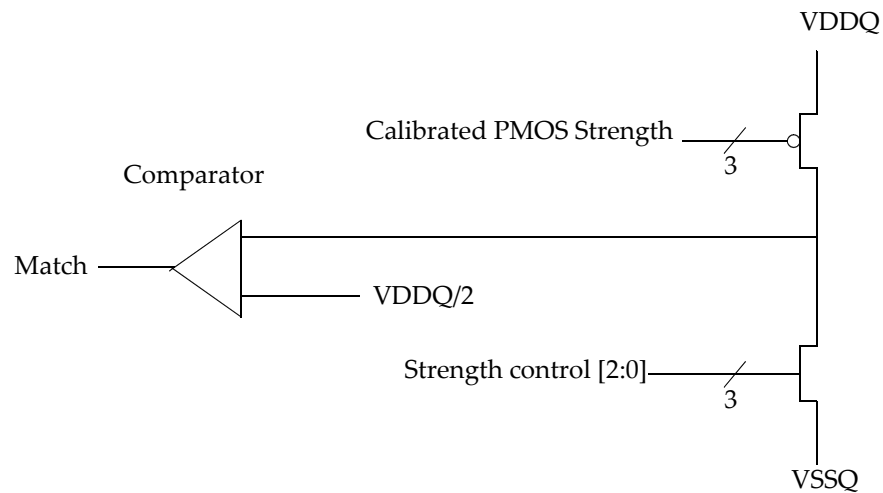 VDDQ
Calibrated PMOS Strength
3
Comparator
Match
VDDQ/2
Strength control [2:0]
3
VSSQ